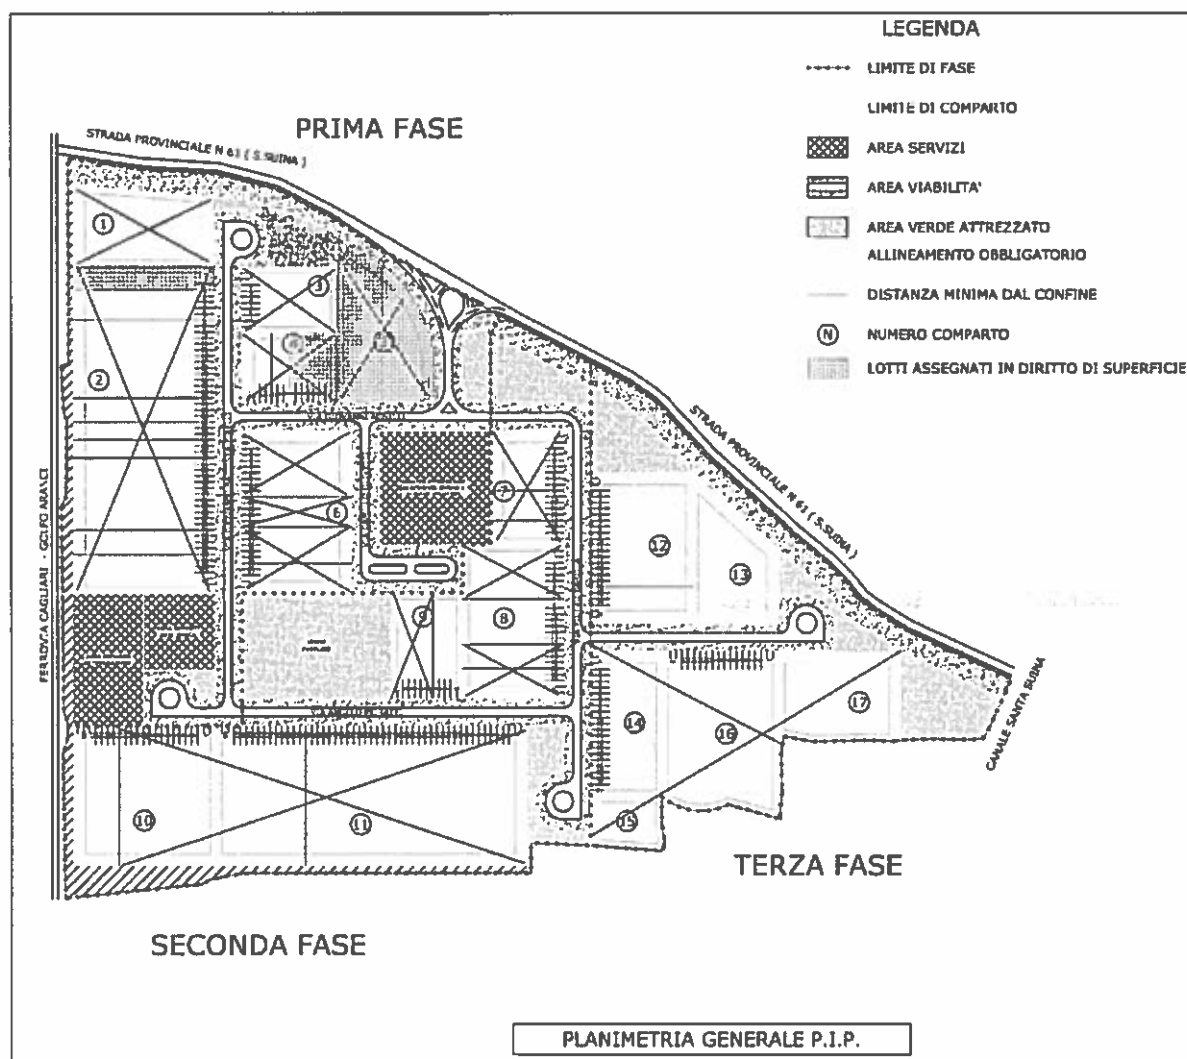 LEGENDA
LIMITE DI FASE
LIMITE DI COMPARTO
AREA SERVIZI
AREA VIABILITA'
AREA VERDE ATTREZZATO
ALLINEAMENTO OBBLIGATORIO
DISTANZA MINIMA DAL CONFINE
N NUMERO COMPARTO
LOTTI ASSEGNATI IN DIRITTO DI SUPERFICIE
PRIMA FASE
STRADA PROVINCIALE N 61 ( S.SUINA )
1
3
2
STRADA PROVINCIALE N 61 ( S.SUINA )
7
6
12
13
9
8
FERROVIA CAGLIARI - GOLFO ARANCI
14
17
16
CANALE SANTA SUINA
10
11
15
TERZA FASE
SECONDA FASE
PLANIMETRIA GENERALE P.I.P.